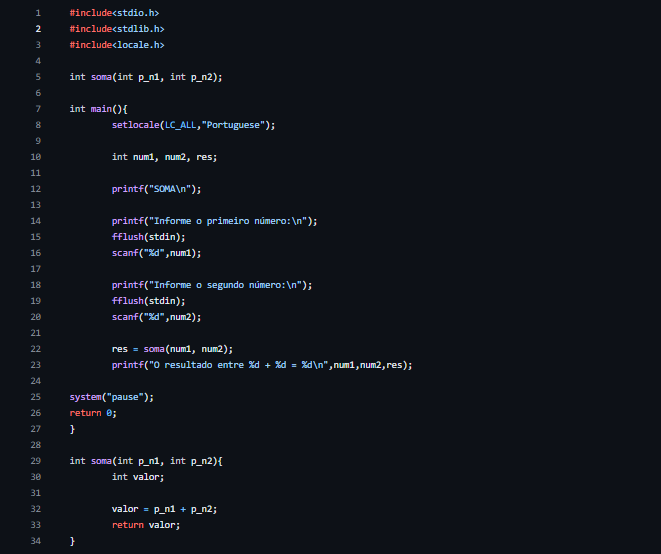 1 #include<stdio.h>
2 #include<stdlib.h>
3 #include<locale.h>
4
5 int soma(int p_n1, int p_n2);
6
7 int main(){
8 setlocale(LC_ALL,"Portuguese");
9
10 int num1, num2, res;
11
12 printf("SOMA\n");
13
14 printf("Informe o primeiro número:\n");
15 fflush(stdin);
16 scanf("%d",num1);
17
18 printf("Informe o segundo número:\n");
19 fflush(stdin);
20 scanf("%d",num2);
21
22 res = soma(num1, num2);
23 printf("O resultado entre %d + %d = %d\n",num1,num2,res);
24
25 system("pause");
26 return 0;
27 }
28
29 int soma(int p_n1, int p_n2){
30 int valor;
31
32 valor = p_n1 + p_n2;
33 return valor;
34 }